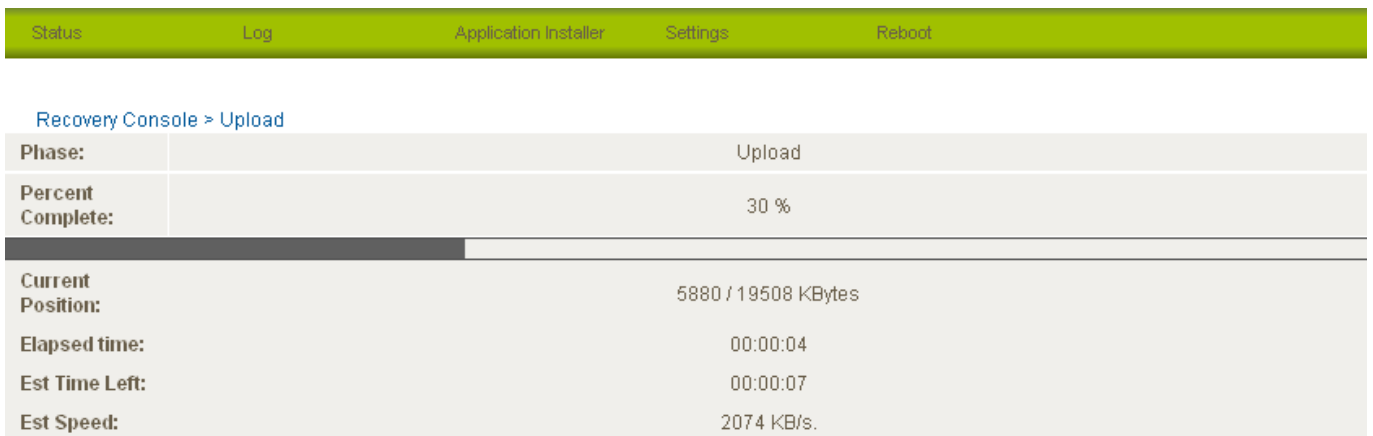 Status Log Application Installer Settings Reboot
Recovery Console > Upload
Phase: Upload
Percent
Complete: 30 %
Current
Position: 5880 / 19508 KBytes
Elapsed time: 00:00:04
Est Time Left: 00:00:07
Est Speed: 2074 KB/s.